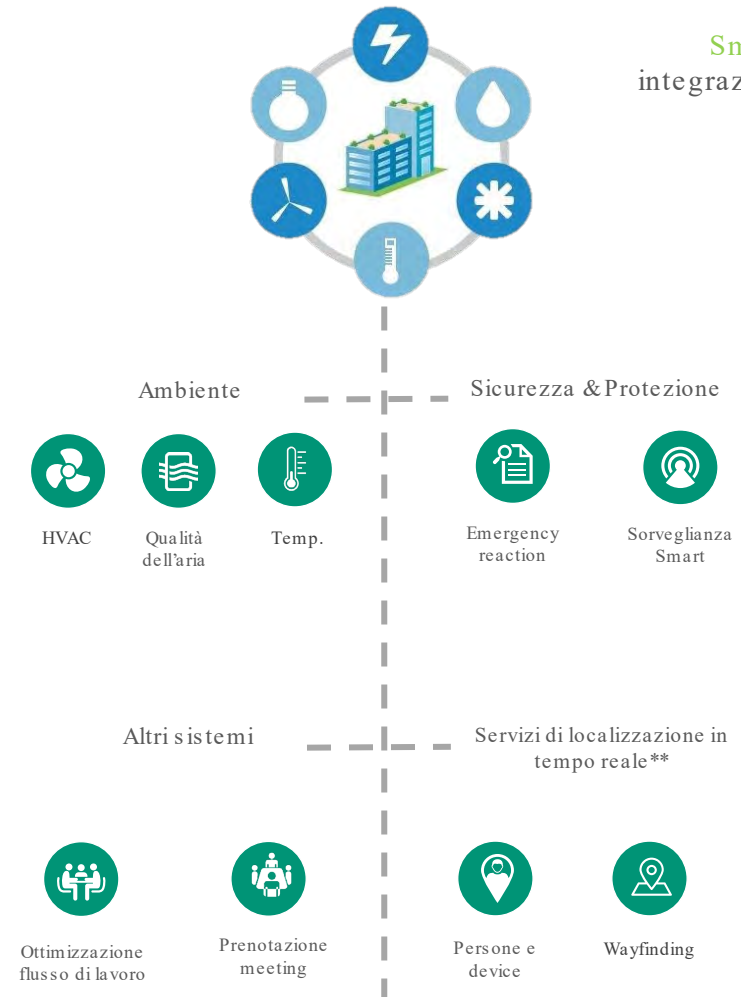 Sm
integraz
Ambiente
Sicurezza &Protezione
HVAC
Qualità
dell'aria
Temp.
Emergency
reaction
Sorveglianza
Smart
Altri sistemi
Servizi di localizzazione in
tempo reale**
Ottimizzazione
flusso di lavoro
Prenotazione
meeting
Persone e
device
Wayfinding